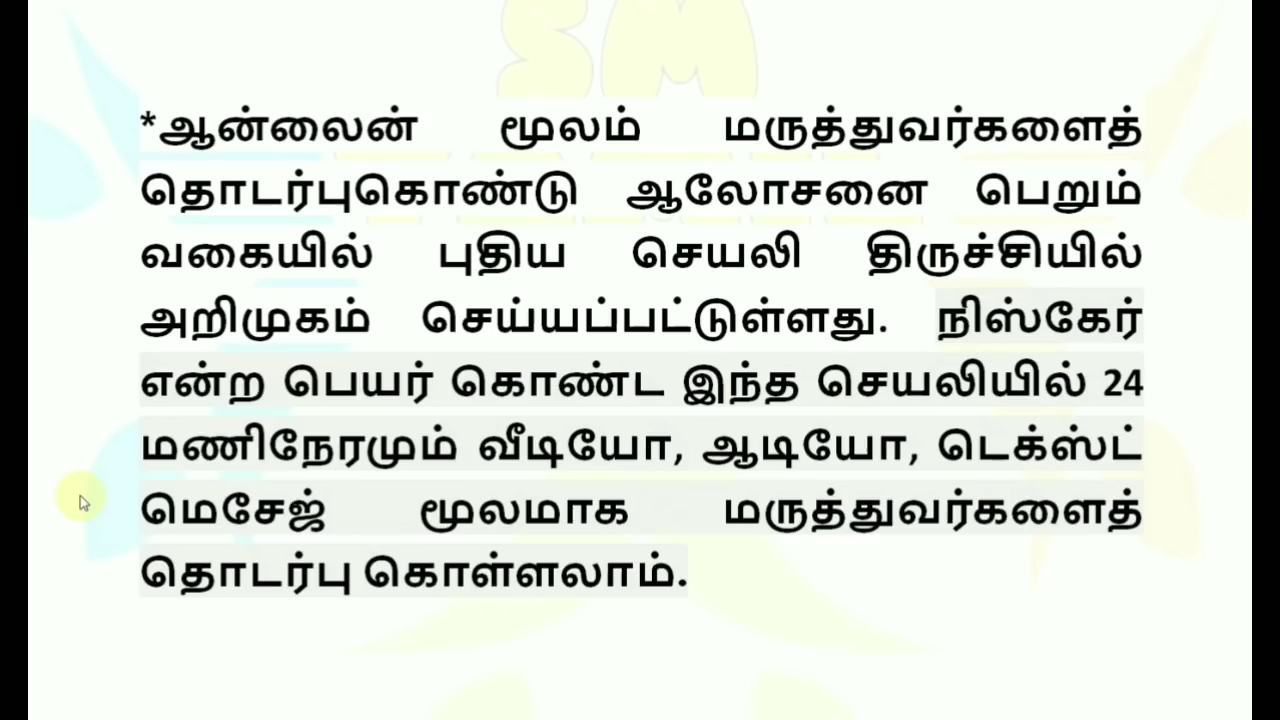 SM
*ஆன்லைன் மூலம் மருத்துவர்களைத்
தொடர்புகொண்டு ஆலோசனை பெறும்
வகையில் புதிய செயலி திருச்சியில்
அறிமுகம் செய்யப்பட்டுள்ளது. நிஸ்கேர்
என்ற பெயர் கொண்ட இந்த செயலியில் 24
மணிநேரமும் வீடியோ, ஆடியோ, டெக்ஸ்ட்
மெசேஜ் மூலமாக மருத்துவர்களைத்
தொடர்பு கொள்ளலாம்.